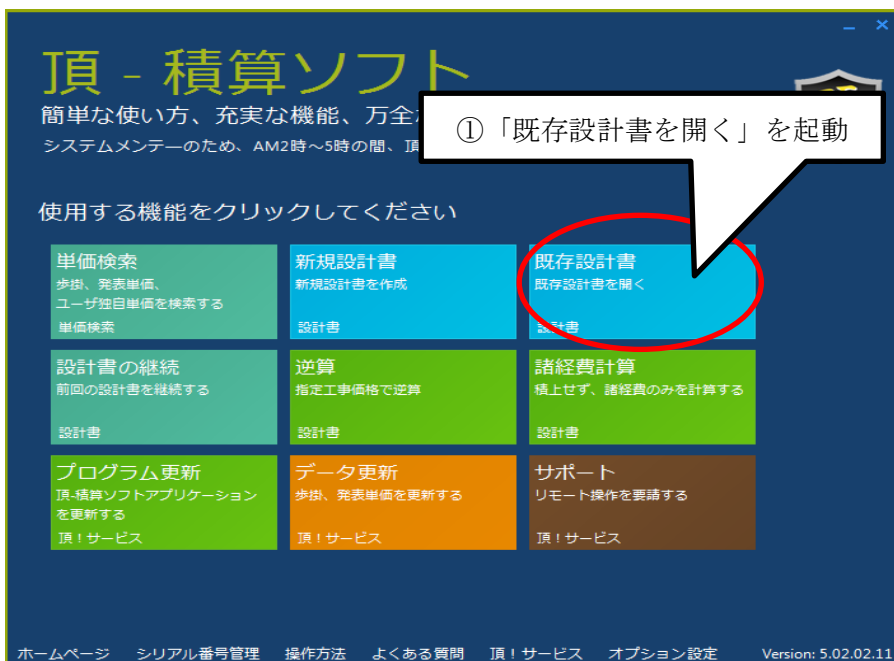 頂 - 積算ソフト
簡単な使い方、充実な機能、万全
システムメンテーのため、AM2時～5時の間、頂
①「既存設計書を開く」を起動
使用する機能をクリックしてください
単価検索
歩掛、発表単価、
ユーザ独自単価を検索する
単価検索
新規設計書
新規設計書を作成
設計書
既存設計書
既存設計書を開く
設計書
設計書の継続
前回の設計書を継続する
設計書
逆算
指定工事価格で逆算
設計書
諸経費計算
積上せず、諸経費のみを計算する
設計書
プログラム更新
頂-積算ソフトアプリケーション
を更新する
頂！サービス
データ更新
歩掛、発表単価を更新する
頂！サービス
サポート
リモート操作を要請する
頂！サービス
ホームページ シリアル番号管理 操作方法 よくある質問 頂！サービス オプション設定 Version: 5.02.02.11